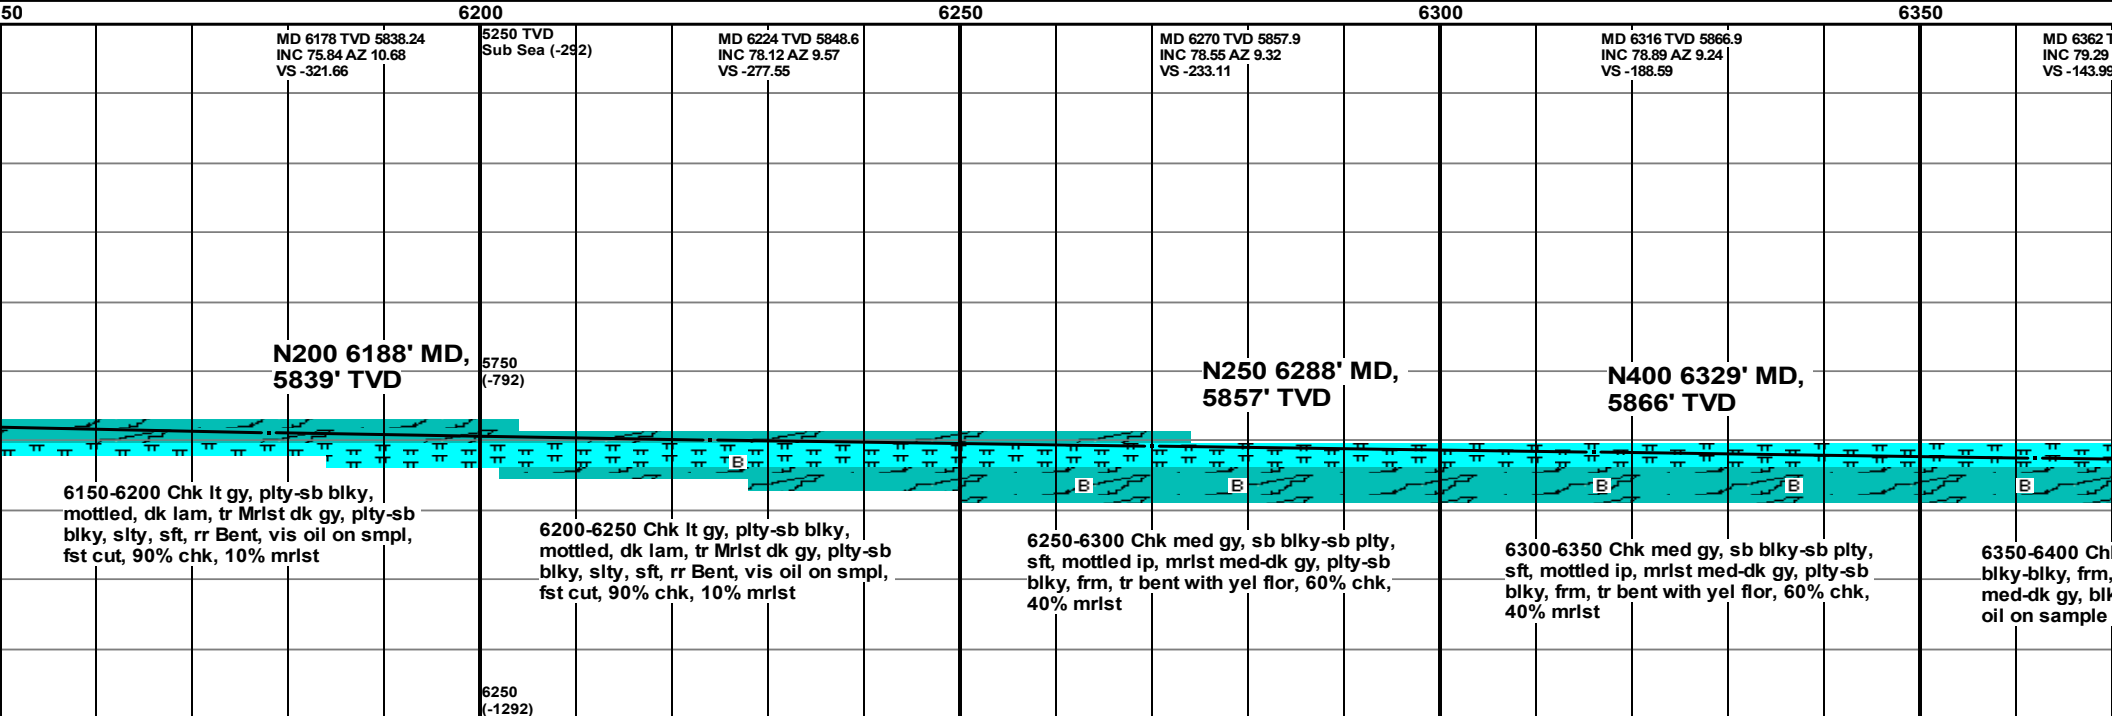 50 6200 6250 6300 6350
MD 6178 TVD 5838.24
INC 75.84 AZ 10.68
VS -321.66
5250 TVD
Sub Sea (-292)
MD 6224 TVD 5848.6
INC 78.12 AZ 9.57
VS -277.55
MD 6270 TVD 5857.9
INC 78.55 AZ 9.32
VS -233.11
MD 6316 TVD 5866.9
INC 78.89 AZ 9.24
VS -188.59
MD 6362 T
INC 79.29
VS -143.99
N200 6188' MD,
5839' TVD
5750
(-792)
N250 6288' MD,
5857' TVD
N400 6329' MD,
5866' TVD
B
B
B
B
B
B
6150-6200 Chk lt gy, plty-sb blky,
mottled, dk lam, tr Mrlst dk gy, plty-sb
blky, slty, sft, rr Bent, vis oil on smpl,
fst cut, 90% chk, 10% mrlst
6200-6250 Chk lt gy, plty-sb blky,
mottled, dk lam, tr Mrlst dk gy, plty-sb
blky, slty, sft, rr Bent, vis oil on smpl,
fst cut, 90% chk, 10% mrlst
6250-6300 Chk med gy, sb blky-sb plty,
sft, mottled ip, mrlst med-dk gy, plty-sb
blky, frm, tr bent with yel flor, 60% chk,
40% mrlst
6300-6350 Chk med gy, sb blky-sb plty,
sft, mottled ip, mrlst med-dk gy, plty-sb
blky, frm, tr bent with yel flor, 60% chk,
40% mrlst
6350-6400 Ch
blky-blky, frm,
med-dk gy, blk
oil on sample
6250
(-1292)